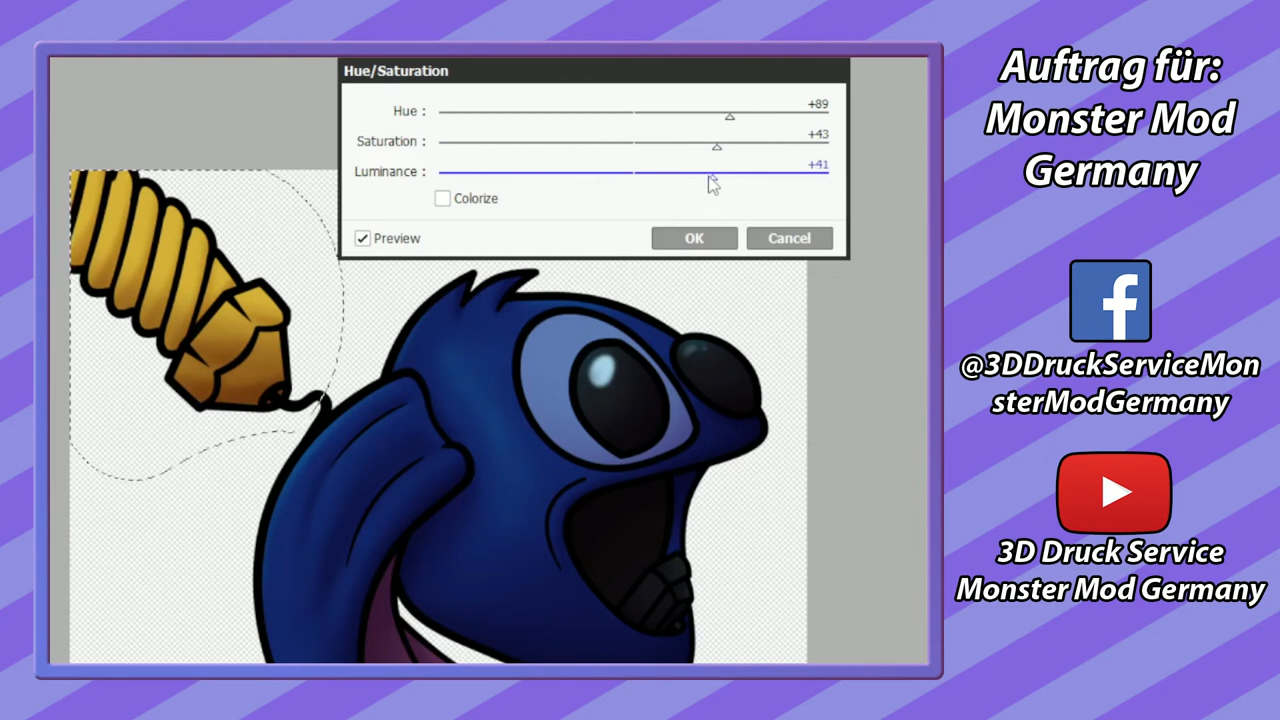 Hue/Saturation
Hue : +89
Saturation : +43
Luminance : +41
Colorize
Preview
OK
Cancel
Auftrag für:
Monster Mod
Germany
@3DDruckServiceMon
sterModGermany
3D Druck Service
Monster Mod Germany